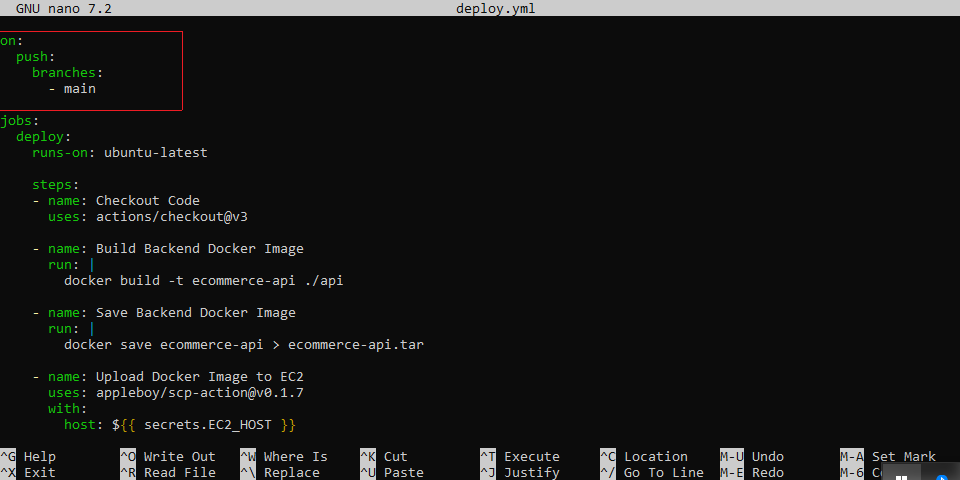 GNU nano 7.2 deploy.yml
on:
  push:
    branches:
      - main
jobs:
  deploy:
    runs-on: ubuntu-latest
    steps:
    - name: Checkout Code
      uses: actions/checkout@v3
    - name: Build Backend Docker Image
      run: |
        docker build -t ecommerce-api ./api
    - name: Save Backend Docker Image
      run: |
        docker save ecommerce-api > ecommerce-api.tar
    - name: Upload Docker Image to EC2
      uses: appleboy/scp-action@v0.1.7
      with:
        host: ${{ secrets.EC2_HOST }}
^G Help ^O Write Out ^W Where Is ^K Cut ^T Execute ^C Location M-U Undo M-A Set Mark
^X Exit ^R Read File ^\ Replace ^U Paste ^J Justify ^/ Go To Line M-E Redo M-6